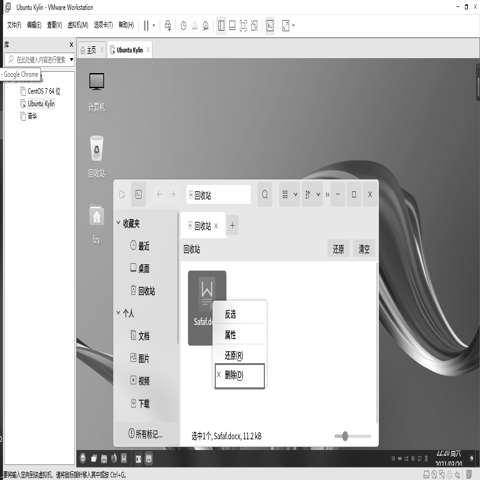 Ubuntu Kylin - VMware Workstation
文件(F) 编辑(E) 查看(V) 虚拟机(M) 选项卡(T) 帮助(H)
库
在此处键入内容进行搜索
主页
Ubuntu Kylin
- Google Chrome
CentOS 7 64 位
Ubuntu Kylin
计算机
回收站
lzy
回收站
收藏夹
最近
桌面
回收站
个人
文档
图片
视频
下载
所有标记...
回收站
回收站
还原
清空
Safaf.do
反选
属性
还原(R)
删除(D)
选中1个, Safaf.docx, 11.2 kB
22:20 周六
2021/03/20
要将输入定向到该虚拟机，请将鼠标指针移入其中或按 Ctrl+G。